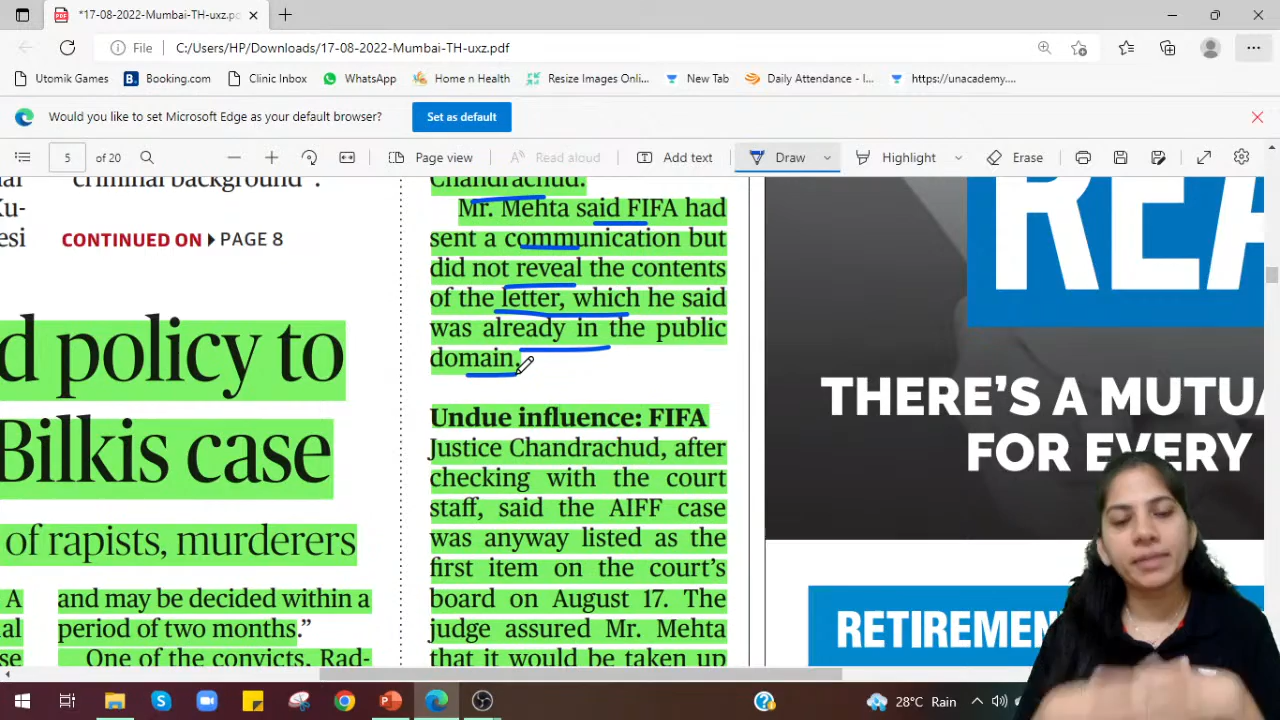 *17-08-2022-Mumbai-TH-uxz.pd
File
C:/Users/HP/Downloads/17-08-2022-Mumbai-TH-uxz.pdf
Utomik Games
B.
Booking.com
Clinic Inbox
WhatsApp
Home n Health
Resize Images Onl...
New Tab
Daily Attendance - I...
https://unacademy....
Would you like to set Microsoft Edge as your default browser?
Set as default
5
of 20
Page view
Read aloud
Add text
Draw
Highlight
Erase
criminal background".
Ku-
esi
CONTINUED ON PAGE 8
d policy to
Bilkis case
of rapists, murderers
A
al
se
and may be decided within a
period of two months."
One of the convicts, Rad-
Chandrachud.
Mr. Mehta said FIFA had
sent a communication but
did not reveal the contents
of the letter, which he said
was already in the public
domain.
Undue influence: FIFA
Justice Chandrachud, after
checking with the court
staff, said the AIFF case
was anyway listed as the
first item on the court's
board on August 17. The
judge assured Mr. Mehta
that it would be taken up
REA
THERE'S A MUTUA
FOR EVERY
RETIREMEN
28°C Rain